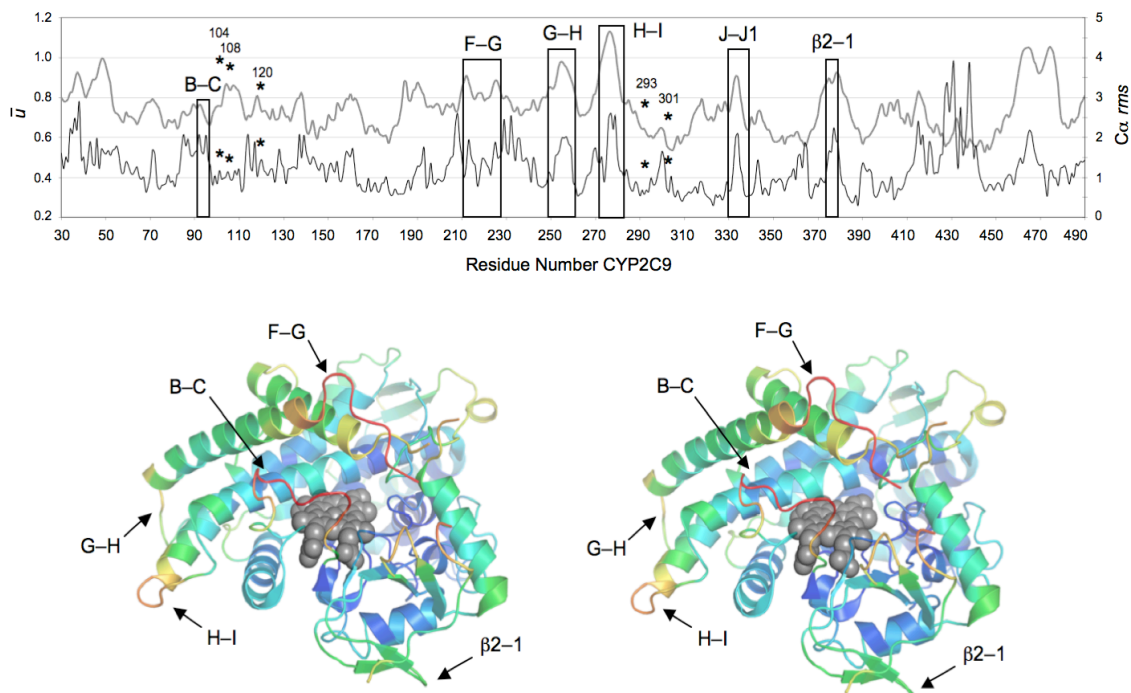 1.2
1.0
0.8
0.6
0.4
0.2
ū
5
4
3
2
1
0
Cα rms
104
108
120
B–C
F–G
G–H
H–I
293
301
J–J1
β2–1
* * * * *
* * * * *
30 50 70 90 110 130 150 170 190 210 230 250 270 290 310 330 350 370 390 410 430 450 470 490
Residue Number CYP2C9
F–G
B–C
G–H
H–I
β2–1
F–G
B–C
G–H
H–I
β2–1